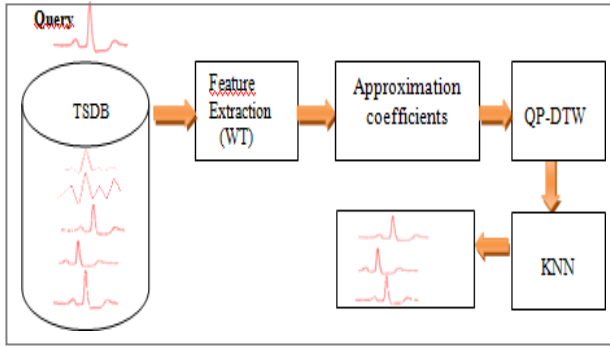 Query
TSDB
Feature
Extraction
(WT)
Approximation
coefficients
QP-DTW
KNN